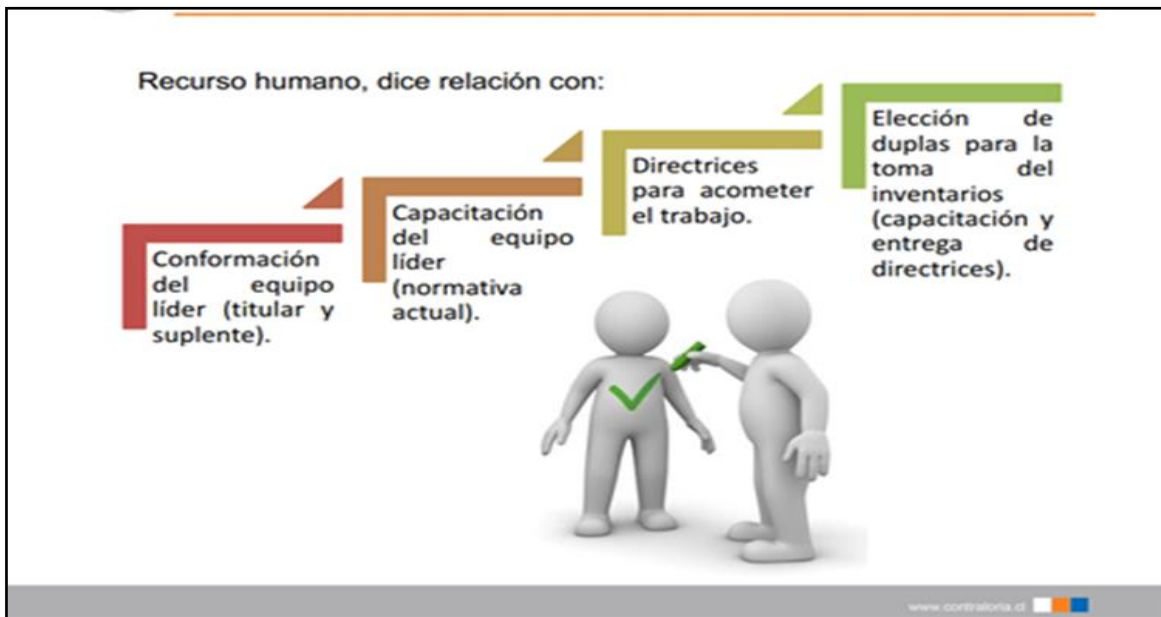 Recurso humano, dice relación con:
Conformación
del equipo
líder (titular y
suplente).
Capacitación
del equipo
líder
(normativa
actual).
Directrices
para acometer
el trabajo.
Elección de
duplas para la
toma del
inventarios
(capacitación y
entrega de
directrices).
www.contraloria.cl